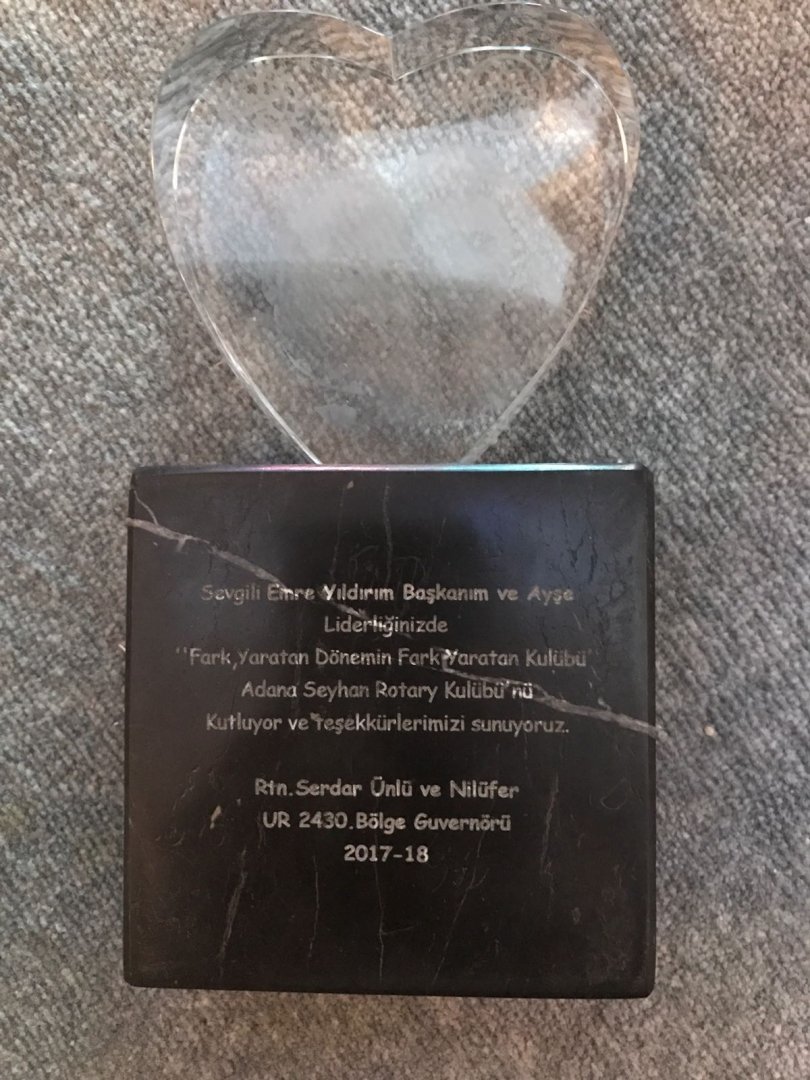 Sevgili Emre Yıldırım Başkanım ve Ayşe
Liderliğinizde
''Fark Yaratan Dönemin Fark Yaratan Kulübü'
Adana Seyhan Rotary Kulübü'nü
Kutluyor ve teşekkürlerimizi sunuyoruz.
Rtn.Serdar Ünlü ve Nilüfer
UR 2430.Bölge Guvernörü
2017-18